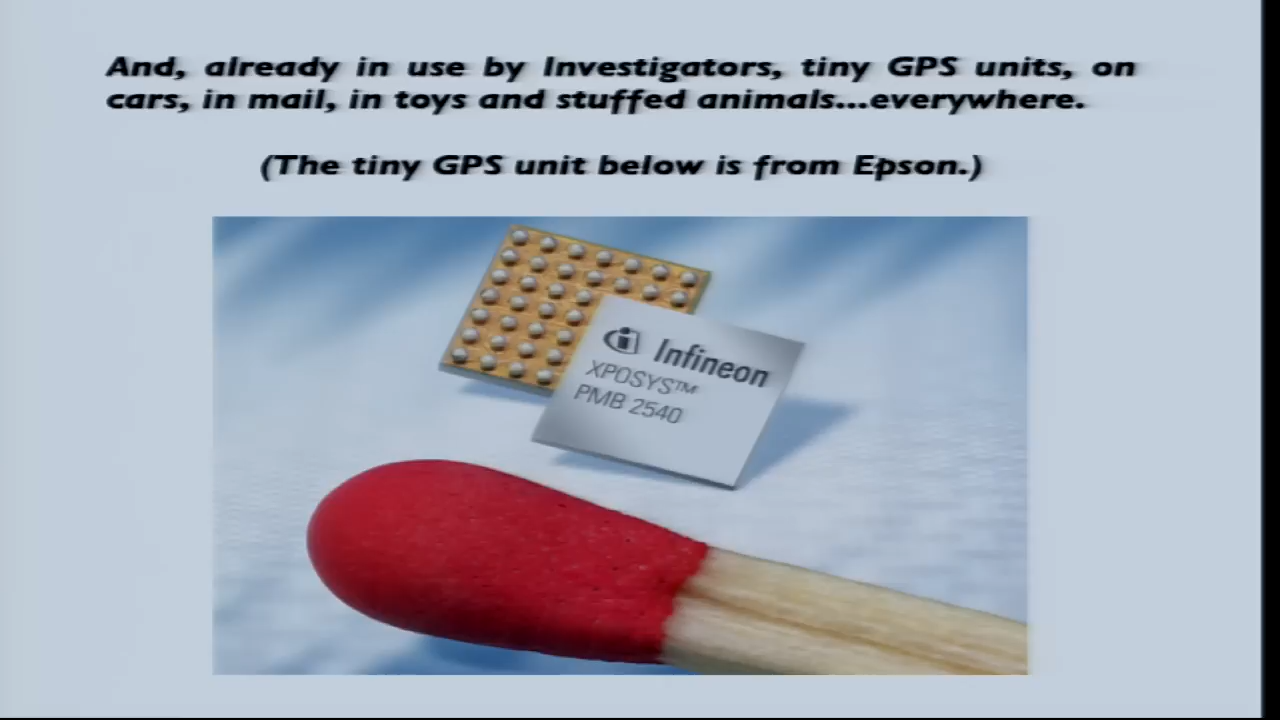 And, already in use by Investigators, tiny GPS units, on
cars, in mail, in toys and stuffed animals...everywhere.
(The tiny GPS unit below is from Epson.)
Infineon
XPOSYS™
PMB 2540